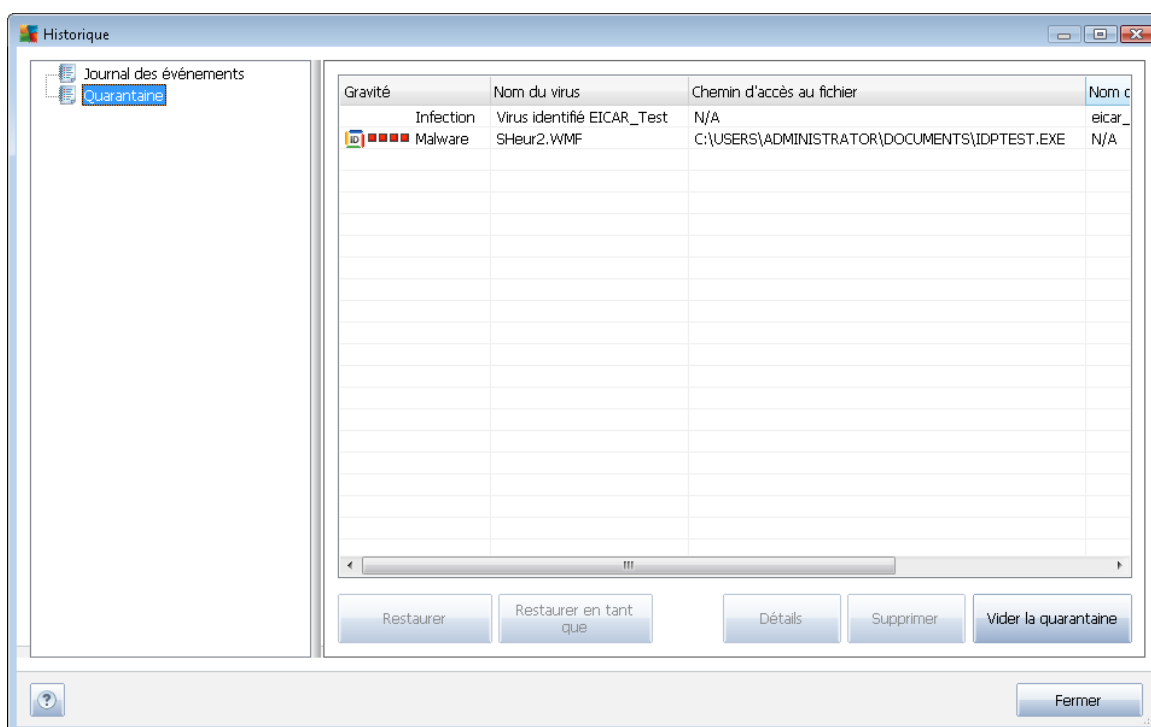 Historique
Journal des événements
Quarantaine
Gravité Nom du virus Chemin d'accès au fichier Nom d
Infection Virus identifié EICAR_Test N/A eicar_
ID Malware SHeur2.WMF C:\USERS\ADMINISTRATOR\DOCUMENTS\IDPTEST.EXE N/A
Restaurer
Restaurer en tant
que
Détails
Supprimer
Vider la quarantaine
?
Fermer